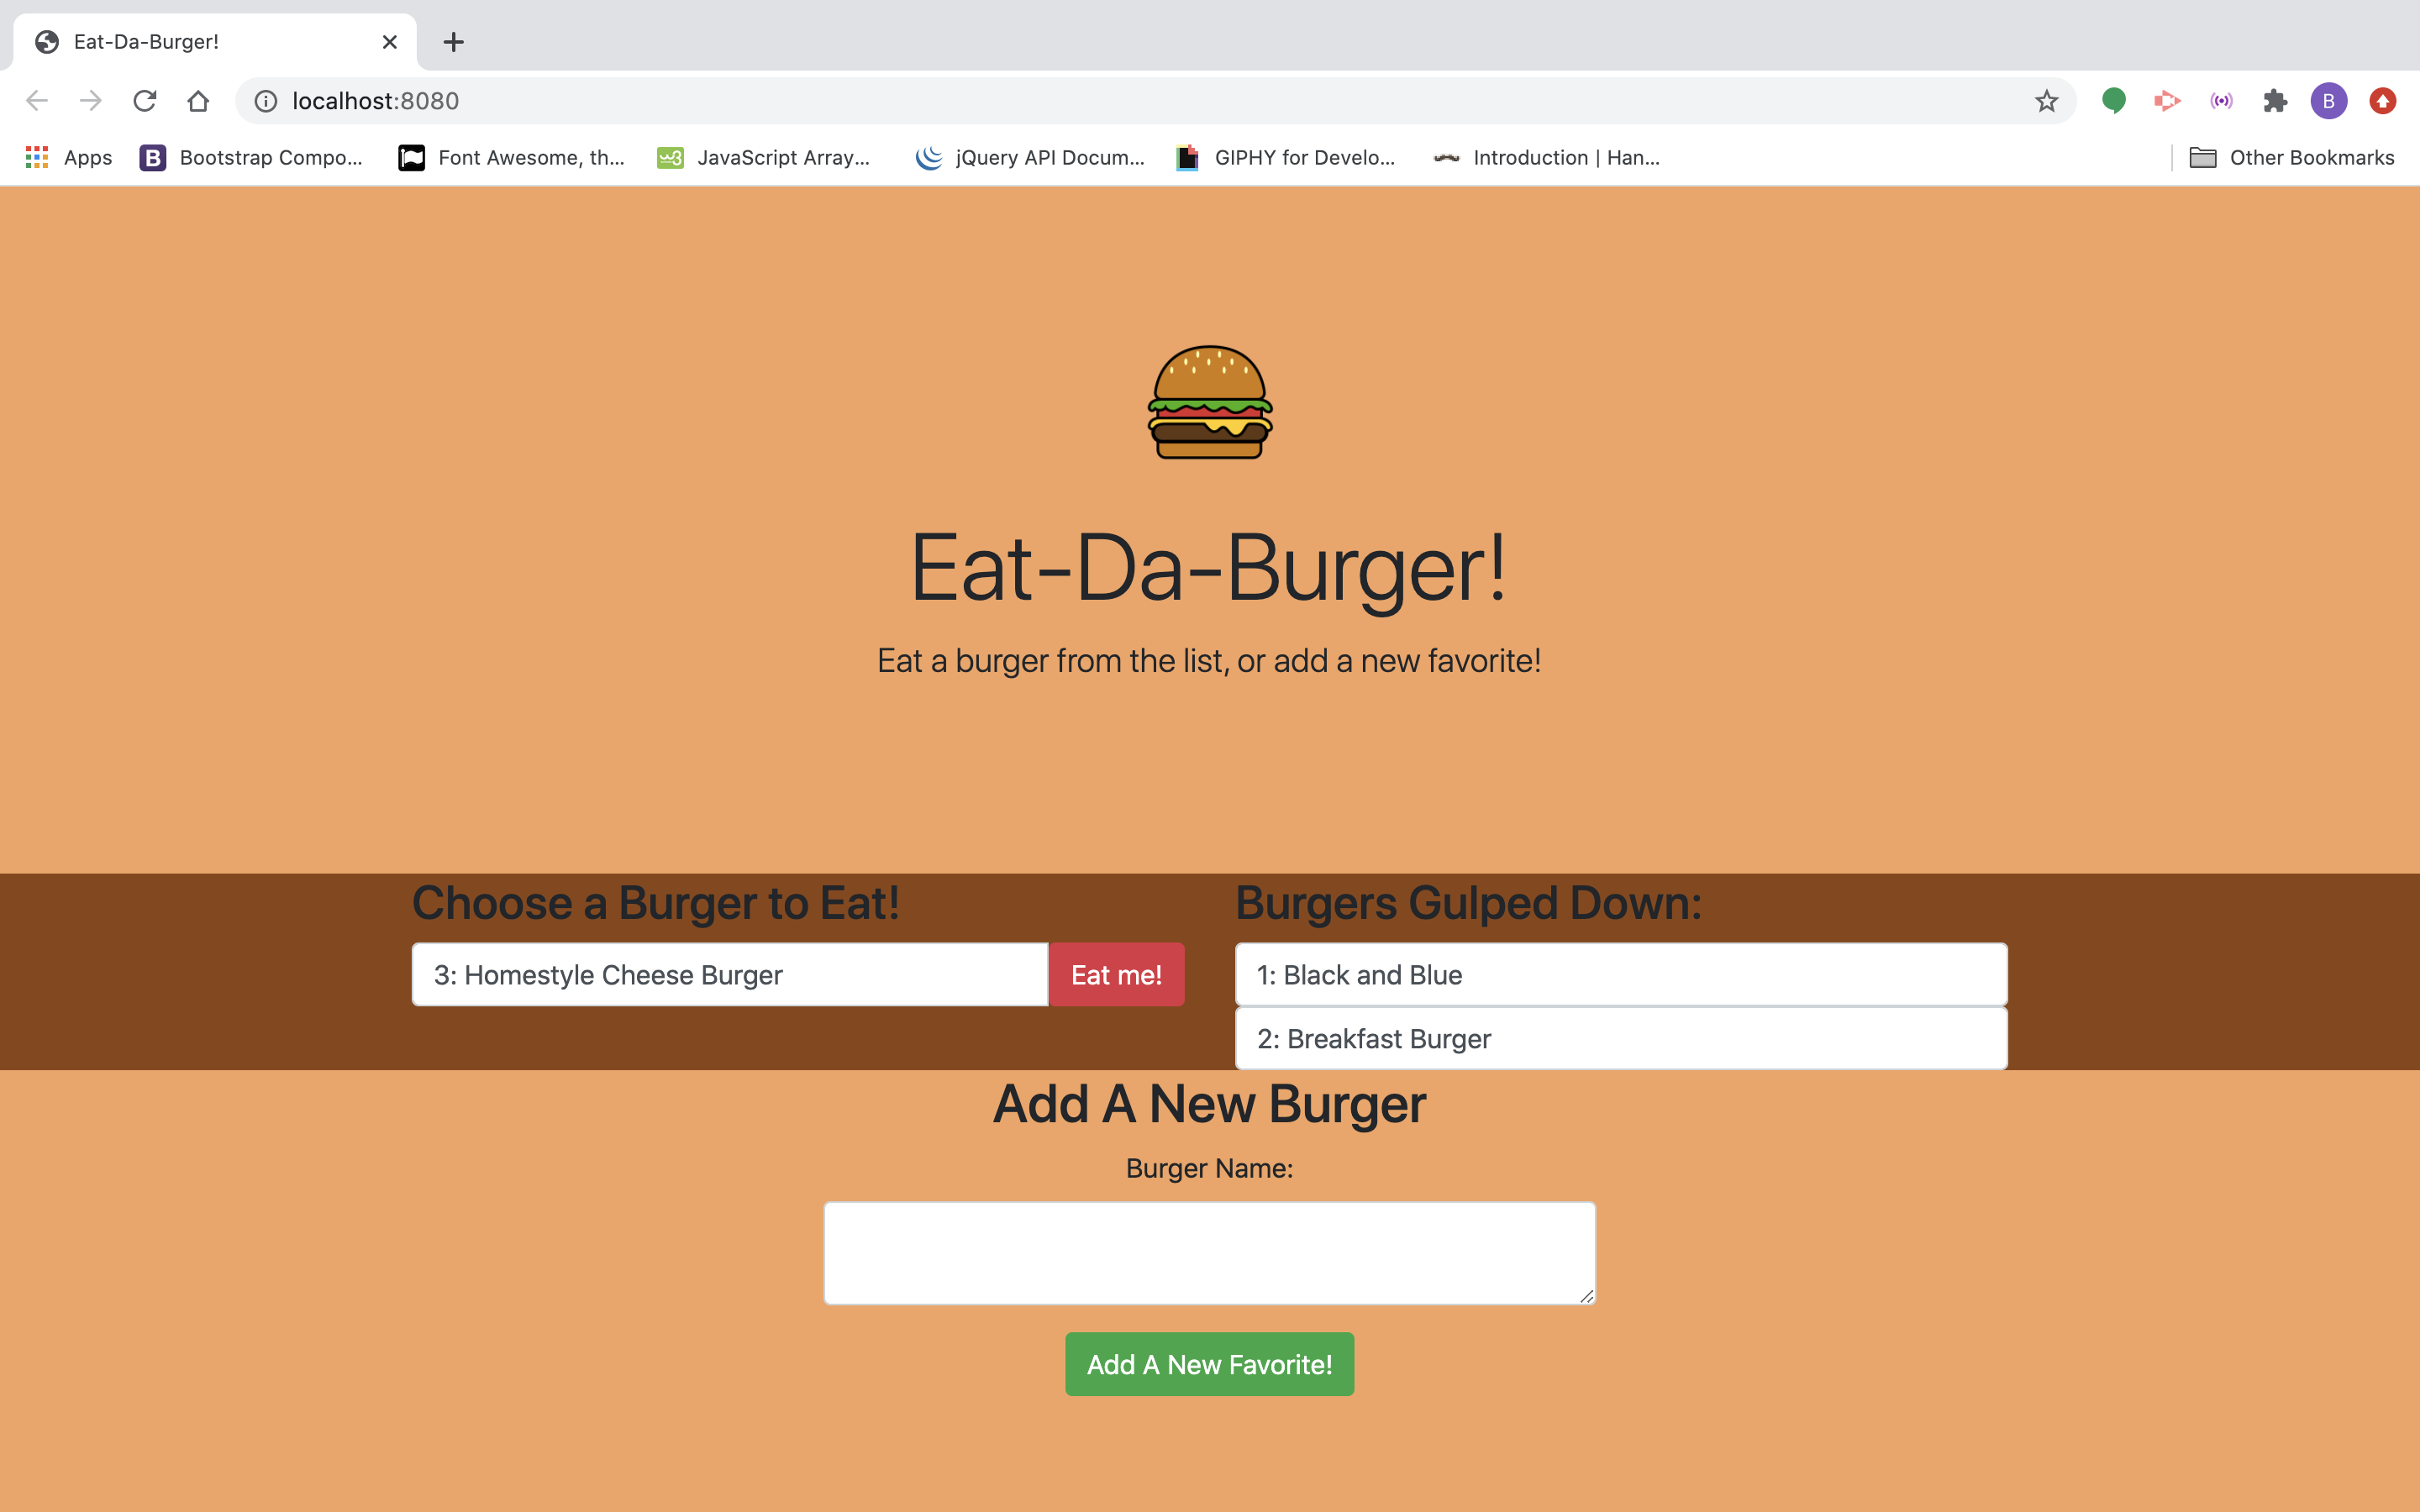 Eat-Da-Burger!
localhost:8080
B
Apps
B Bootstrap Compo...
Font Awesome, th...
w3 JavaScript Array...
jQuery API Docum...
GIPHY for Develo...
Introduction | Han...
Other Bookmarks
Eat-Da-Burger!
Eat a burger from the list, or add a new favorite!
Choose a Burger to Eat!
3: Homestyle Cheese Burger
Eat me!
Burgers Gulped Down:
1: Black and Blue
2: Breakfast Burger
Add A New Burger
Burger Name:
Add A New Favorite!